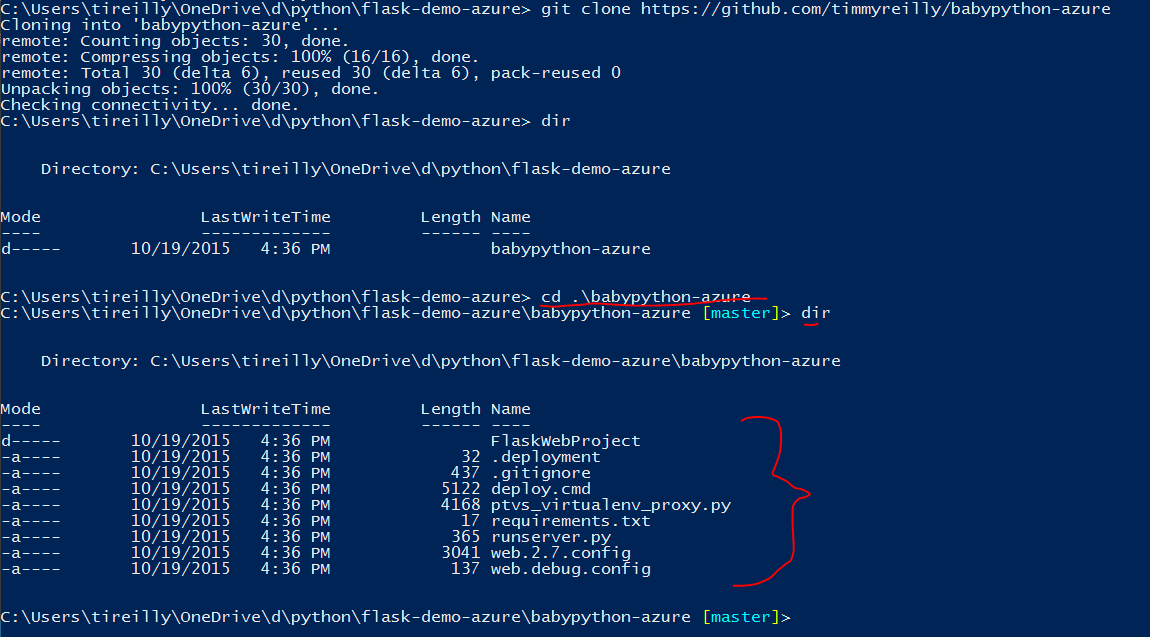 C:\Users\tireilly\OneDrive\d\python\flask-demo-azure> git clone https://github.com/timmyreilly/babypython-azure
Cloning into 'babypython-azure'...
remote: Counting objects: 30, done.
remote: Compressing objects: 100% (16/16), done.
remote: Total 30 (delta 6), reused 30 (delta 6), pack-reused 0
Unpacking objects: 100% (30/30), done.
Checking connectivity... done.
C:\Users\tireilly\OneDrive\d\python\flask-demo-azure> dir
Directory: C:\Users\tireilly\OneDrive\d\python\flask-demo-azure
Mode LastWriteTime Length Name
---- ------------- ------ ----
d----- 10/19/2015 4:36 PM babypython-azure
C:\Users\tireilly\OneDrive\d\python\flask-demo-azure> cd .\babypython-azure
C:\Users\tireilly\OneDrive\d\python\flask-demo-azure\babypython-azure [master]> dir
Directory: C:\Users\tireilly\OneDrive\d\python\flask-demo-azure\babypython-azure
Mode LastWriteTime Length Name
---- ------------- ------ ----
d----- 10/19/2015 4:36 PM FlaskWebProject
-a---- 10/19/2015 4:36 PM 32 .deployment
-a---- 10/19/2015 4:36 PM 437 .gitignore
-a---- 10/19/2015 4:36 PM 5122 deploy.cmd
-a---- 10/19/2015 4:36 PM 4168 ptvs_virtualenv_proxy.py
-a---- 10/19/2015 4:36 PM 17 requirements.txt
-a---- 10/19/2015 4:36 PM 365 runserver.py
-a---- 10/19/2015 4:36 PM 3041 web.2.7.config
-a---- 10/19/2015 4:36 PM 137 web.debug.config
C:\Users\tireilly\OneDrive\d\python\flask-demo-azure\babypython-azure [master]>